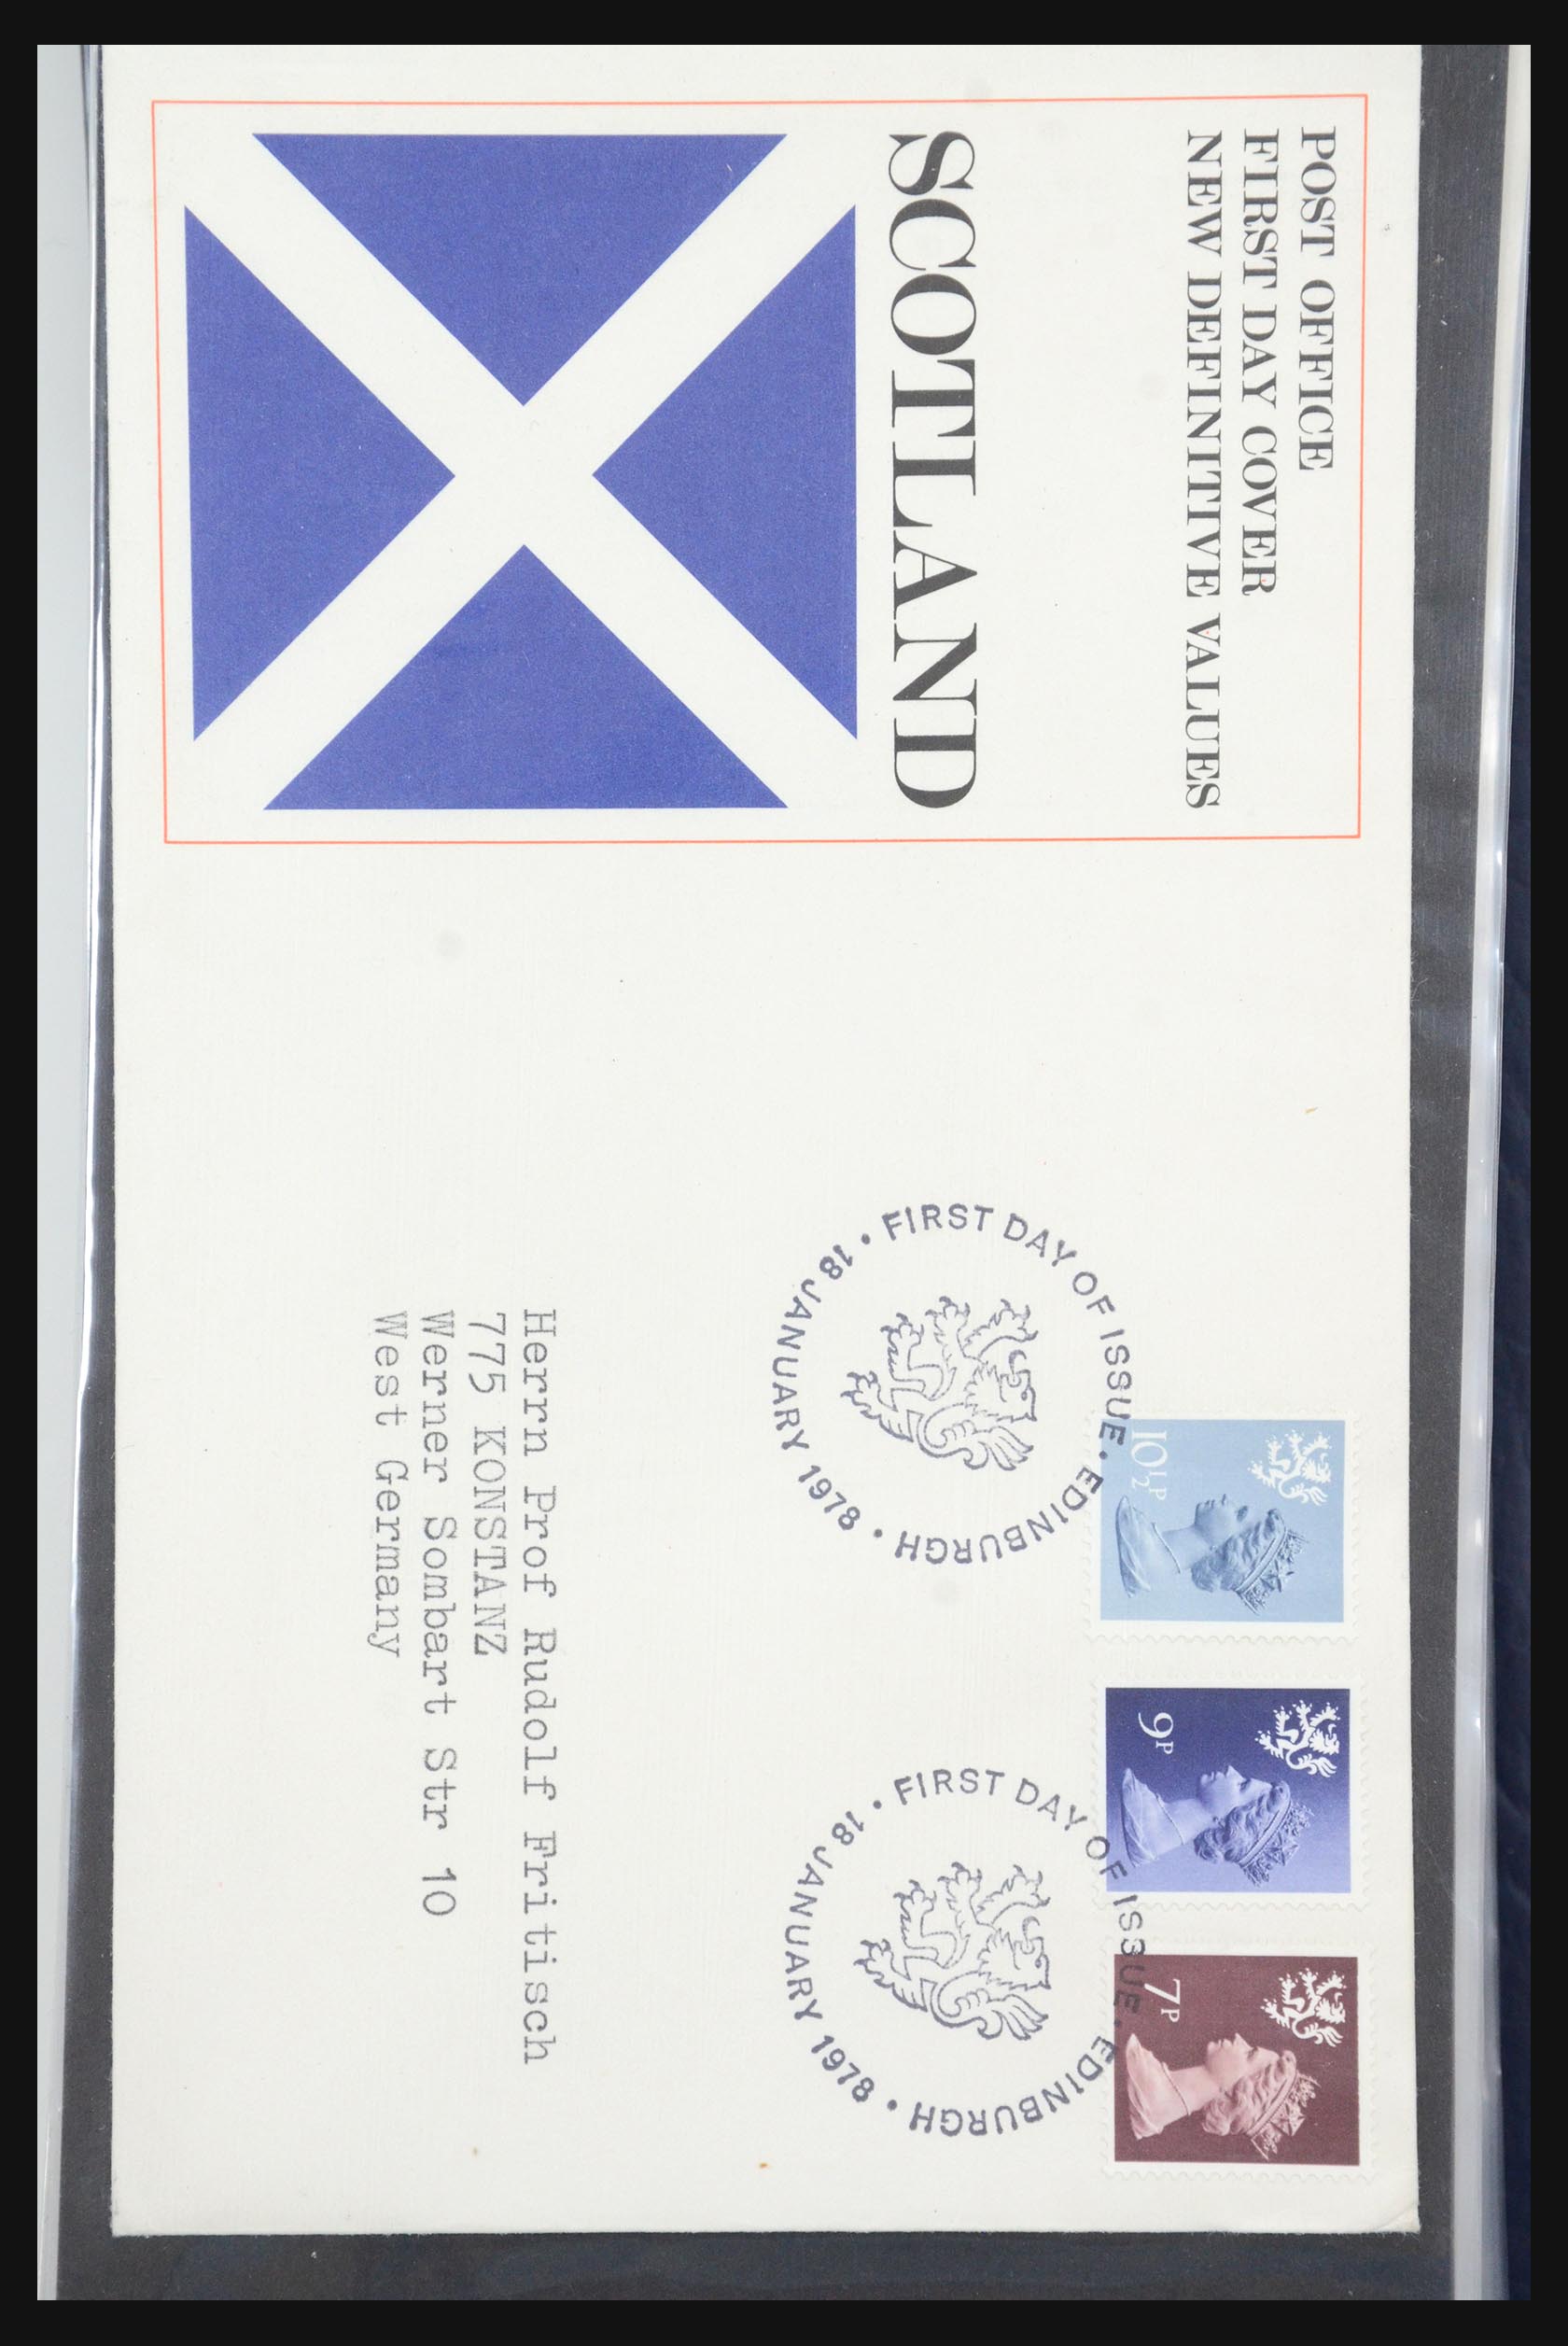 POST OFFICE
FIRST DAY COVER
NEW DEFINITIVE VALUES
SCOTLAND
10½P
9P
7P
FIRST DAY OF ISSUE • EDINBURGH • 18 JANUARY 1978 •
FIRST DAY OF ISSUE • EDINBURGH • 18 JANUARY 1978 •
Herrn Prof Rudolf Fritisch
775 KONSTANZ
Werner Sombart Str 10
West Germany